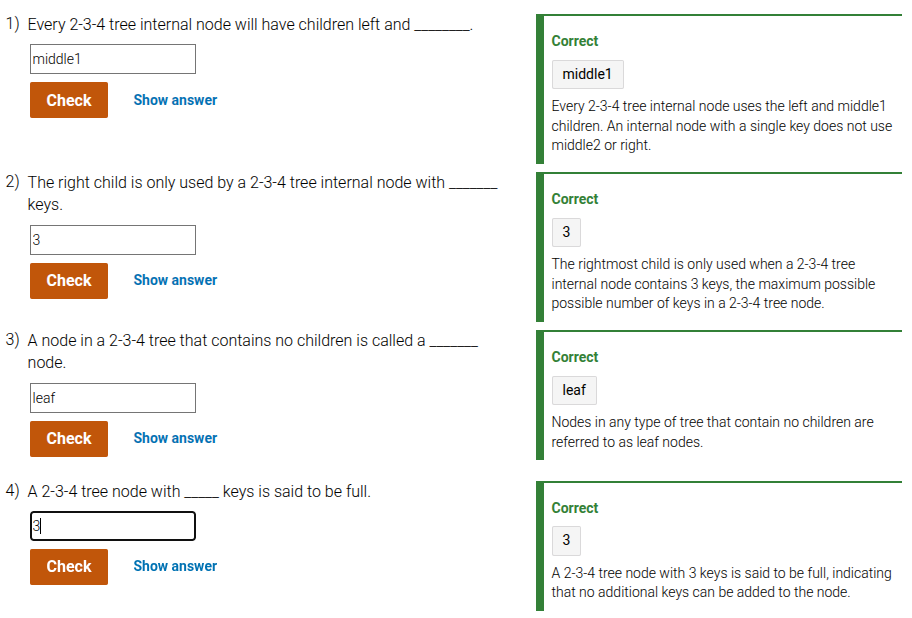 1) Every 2-3-4 tree internal node will have children left and ________.
middle1
Check Show answer
Correct
middle1
Every 2-3-4 tree internal node uses the left and middle1
children. An internal node with a single key does not use
middle2 or right.
2) The right child is only used by a 2-3-4 tree internal node with _______
keys.
3
Check Show answer
Correct
3
The rightmost child is only used when a 2-3-4 tree
internal node contains 3 keys, the maximum possible
possible number of keys in a 2-3-4 tree node.
3) A node in a 2-3-4 tree that contains no children is called a _______
node.
leaf
Check Show answer
Correct
leaf
Nodes in any type of tree that contain no children are
referred to as leaf nodes.
4) A 2-3-4 tree node with _____ keys is said to be full.
3
Check Show answer
Correct
3
A 2-3-4 tree node with 3 keys is said to be full, indicating
that no additional keys can be added to the node.